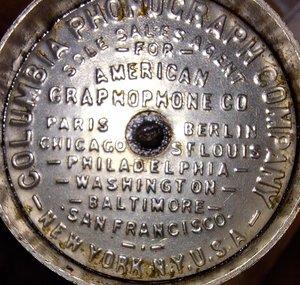 COLUMBIA PHONOGRAPH COMPANY
SOLE SALES AGENT
-FOR-
AMERICAN
GRAPHOPHONE CO
PARIS BERLIN
CHICAGO ST LOUIS
-PHILADELPHIA-
-WASHINGTON-
-BALTIMORE-
SAN FRANCISCO.
-NEW YORK N.Y. U.S.A.-